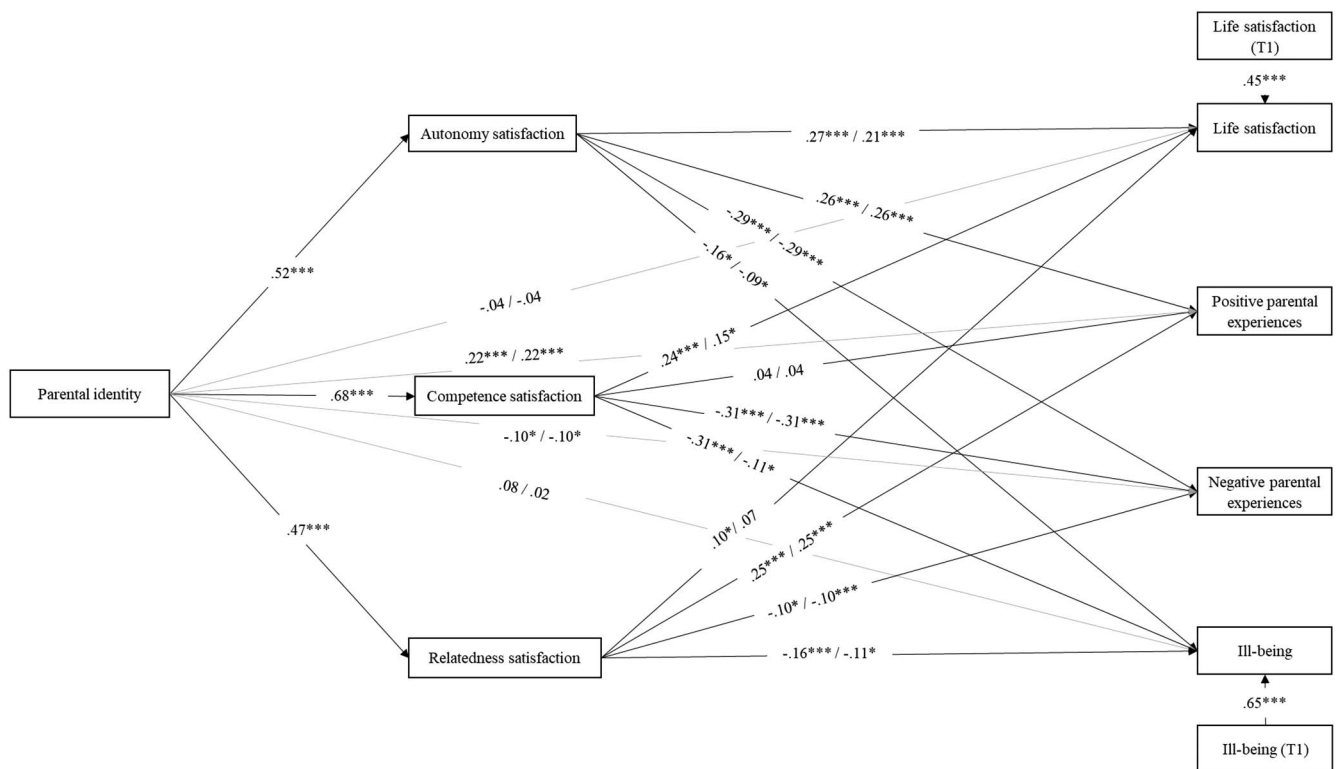 Life satisfaction
(T1)
.45***
Autonomy satisfaction
.27*** / .21***
Life satisfaction
.26*** / .26***
-.29*** / -.29***
-.16* / -.09*
.52***
-.04 / -.04
Positive parental
experiences
.22*** / .22***
.24*** / .15*
.04 / .04
Parental identity
.68***
Competence satisfaction
-.31*** / -.31***
-.10* / -.10*
-.31*** / -.11*
.08 / .02
Negative parental
experiences
.47***
.10* / .07
.25*** / .25***
-.10* / -.10***
Relatedness satisfaction
-.16*** / -.11*
Ill-being
.65***
Ill-being (T1)